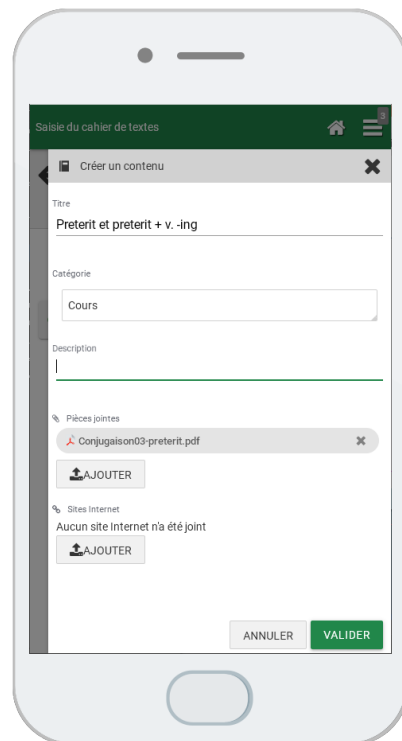 Saisie du cahier de textes
3
Créer un contenu
Titre
Preterit et preterit + v. -ing
Catégorie
Cours
Description
Pièces jointes
Conjugaison03-preterit.pdf
AJOUTER
Sites Internet
Aucun site Internet n'a été joint
AJOUTER
ANNULER VALIDER